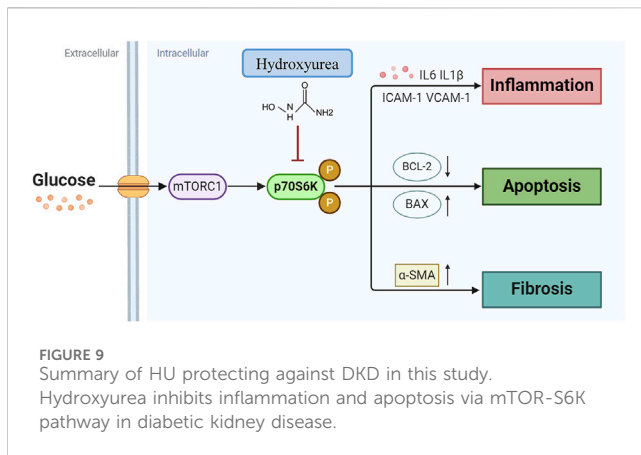 Extracellular
Intracellular
Hydroxyurea
HO
N
H
O
NH2
IL6 IL1β
ICAM-1 VCAM-1
Inflammation
Glucose
mTORC1
p70S6K
P
P
BCL-2
BAX
Apoptosis
α-SMA
Fibrosis
FIGURE 9
Summary of HU protecting against DKD in this study.
Hydroxyurea inhibits inflammation and apoptosis via mTOR-S6K
pathway in diabetic kidney disease.